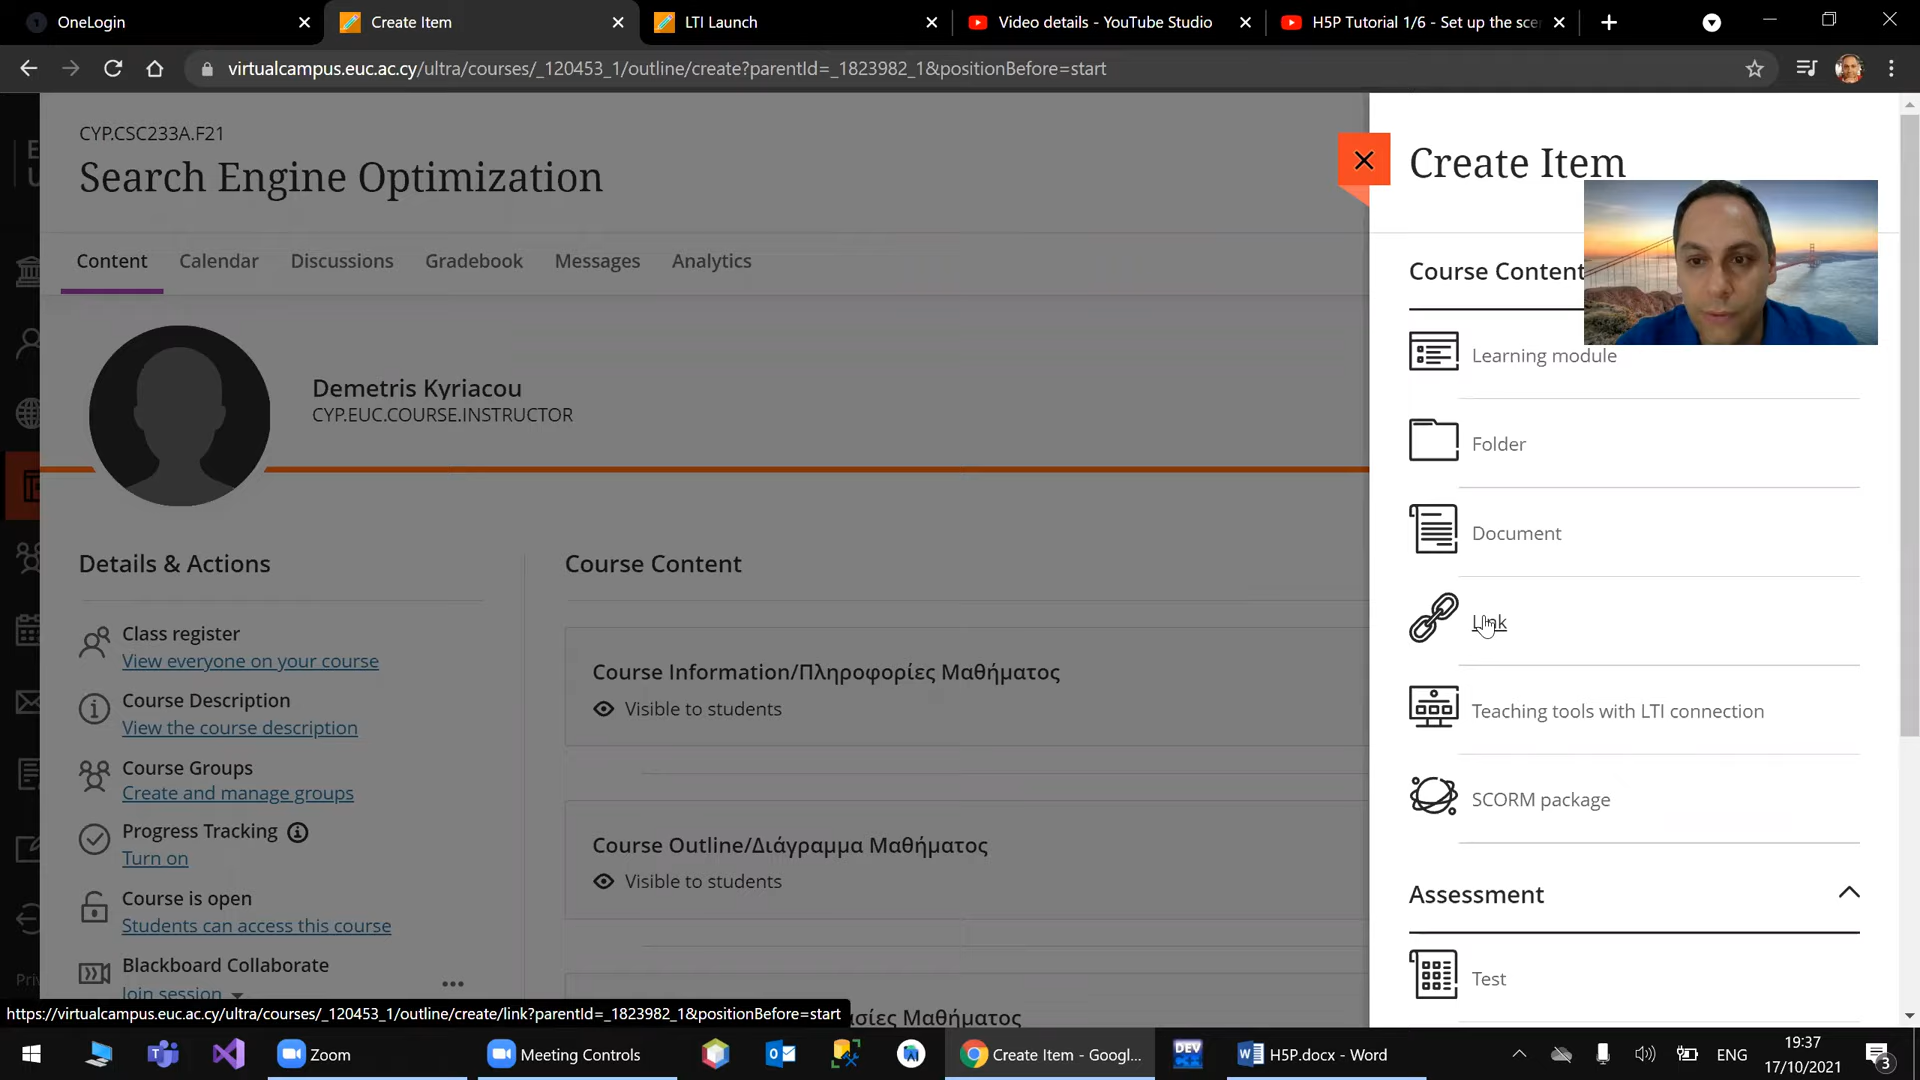 OneLogin
Create Item
LTI Launch
Video details - YouTube Studio
H5P Tutorial 1/6 - Set up the sce
virtualcampus.euc.ac.cy/ultra/courses/_120453_1/outline/create?parentId=_1823982_1&positionBefore=start
CYP.CSC233A.F21
Search Engine Optimization
Content
Calendar
Discussions
Gradebook
Messages
Analytics
Demetris Kyriacou
CYP.EUC.COURSE.INSTRUCTOR
Details & Actions
Class register
View everyone on your course
Course Description
View the course description
Course Groups
Create and manage groups
Progress Tracking
Turn on
Course is open
Students can access this course
Blackboard Collaborate
Join session
Course Content
Course Information/Πληροφορίες Μαθήματος
Visible to students
Course Outline/Διάγραμμα Μαθήματος
Visible to students
σίες Μαθήματος
Create Item
Course Content
Learning module
Folder
Document
Link
Teaching tools with LTI connection
SCORM package
Assessment
Test
https://virtualcampus.euc.ac.cy/ultra/courses/_120453_1/outline/create/link?parentId=_1823982_1&positionBefore=start
Zoom
Meeting Controls
Create Item - Googl...
DEV
H5P.docx - Word
ENG
19:37
17/10/2021
3